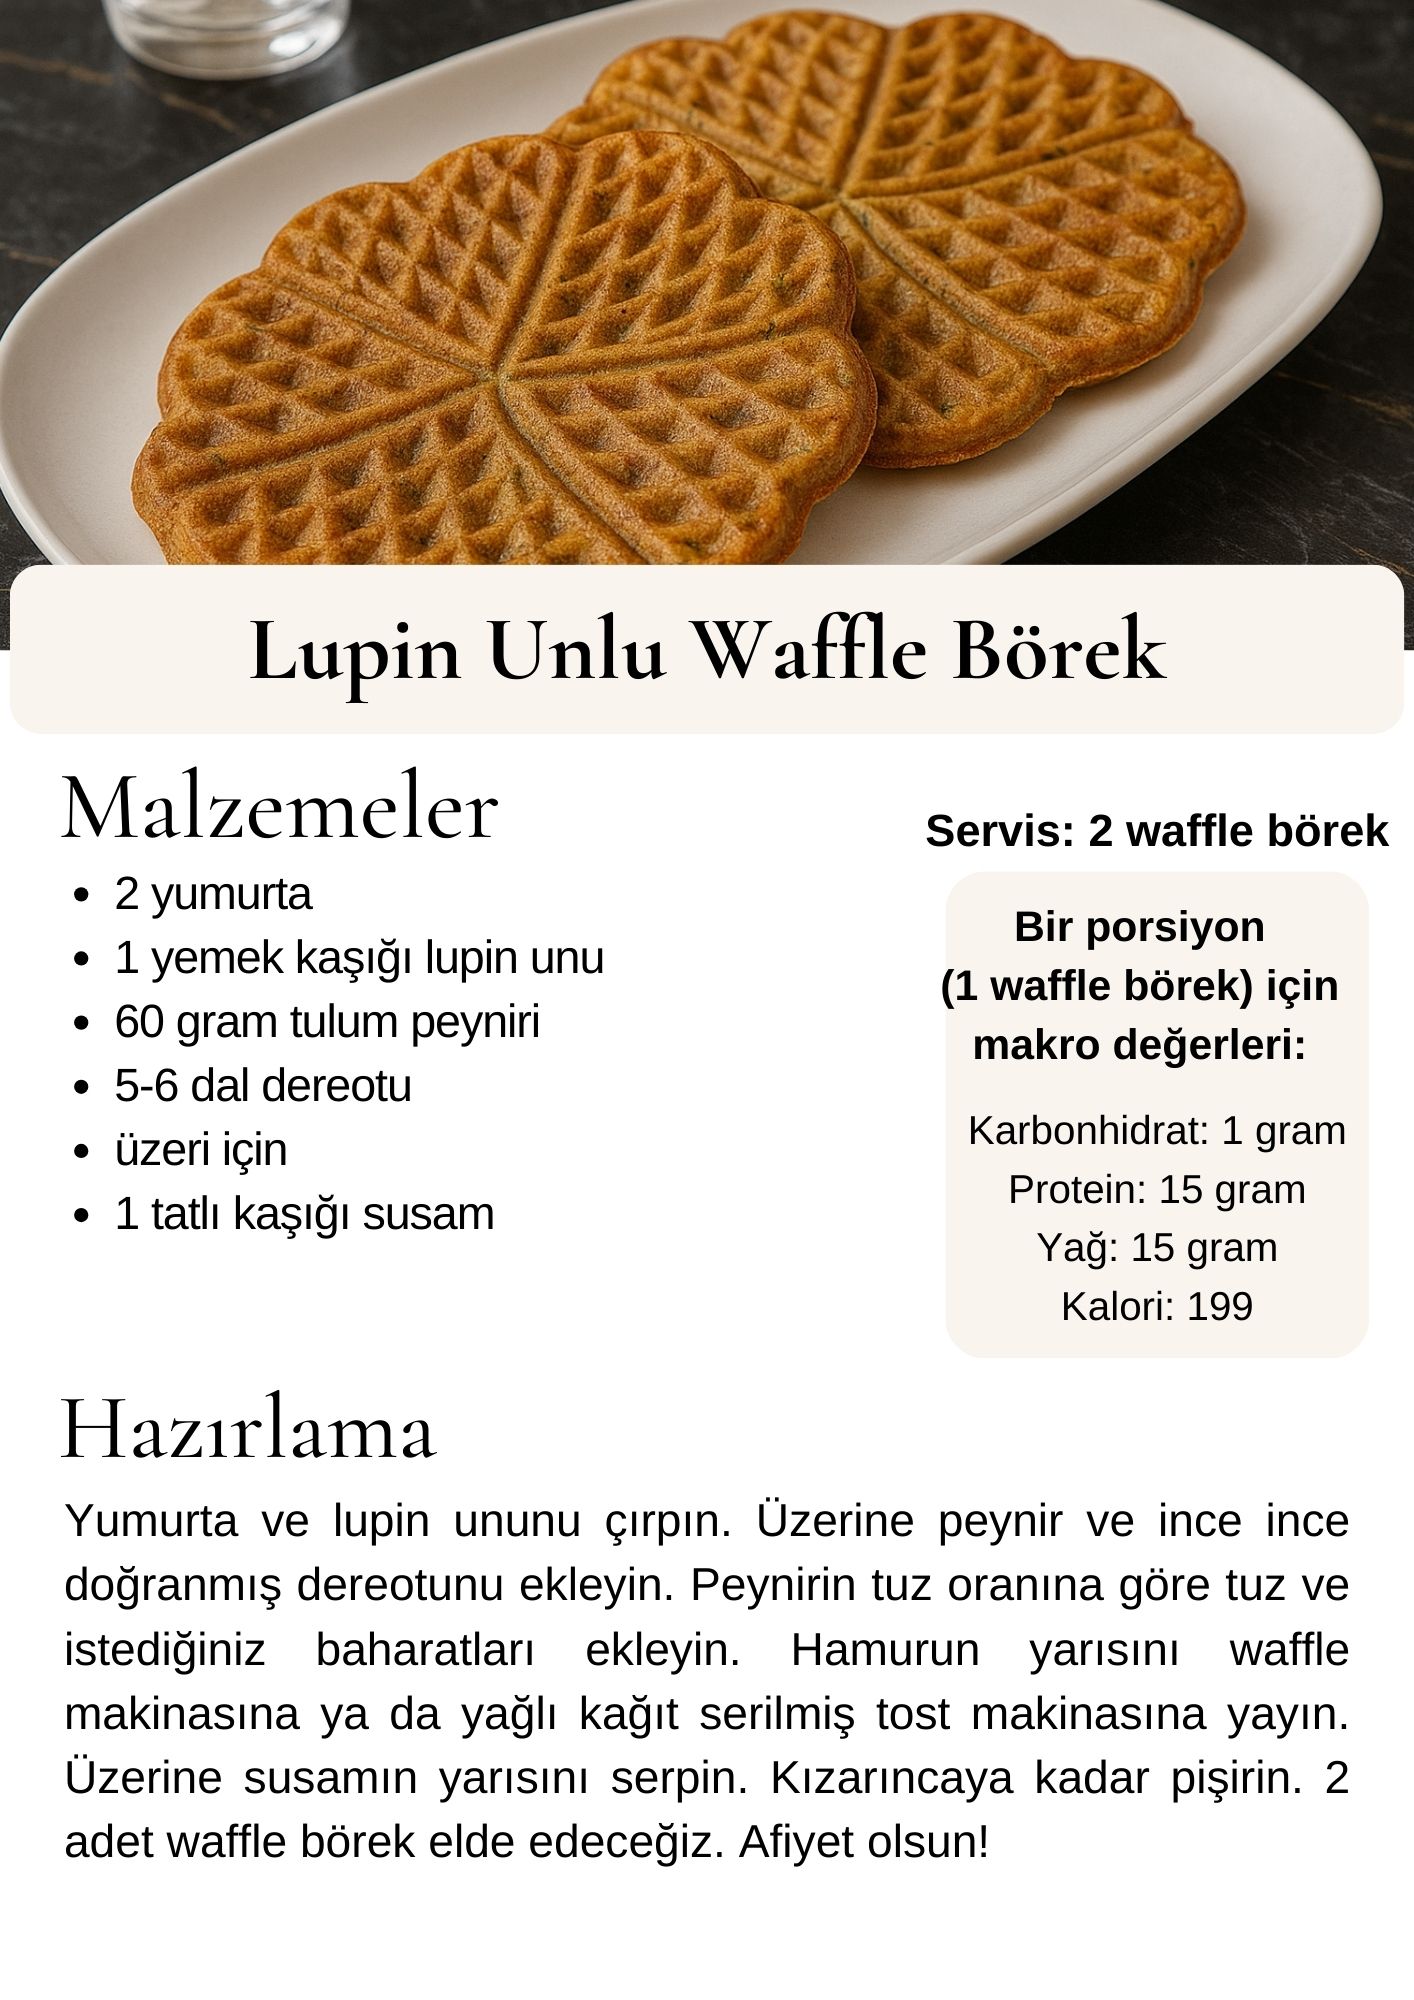 Lupin Unlu Waffle Börek
Malzemeler
• 2 yumurta
• 1 yemek kaşığı lupin unu
• 60 gram tulum peyniri
• 5-6 dal dereotu
• üzeri için
• 1 tatlı kaşığı susam
Servis: 2 waffle börek
Bir porsiyon
(1 waffle börek) için
makro değerleri:
Karbonhidrat: 1 gram
Protein: 15 gram
Yağ: 15 gram
Kalori: 199
Hazırlama
Yumurta ve lupin ununu çırpın. Üzerine peynir ve ince ince
doğranmış dereotunu ekleyin. Peynirin tuz oranına göre tuz ve
istediğiniz baharatları ekleyin. Hamurun yarısını waffle
makinasına ya da yağlı kağıt serilmiş tost makinasına yayın.
Üzerine susamın yarısını serpin. Kızarıncaya kadar pişirin. 2
adet waffle börek elde edeceğiz. Afiyet olsun!